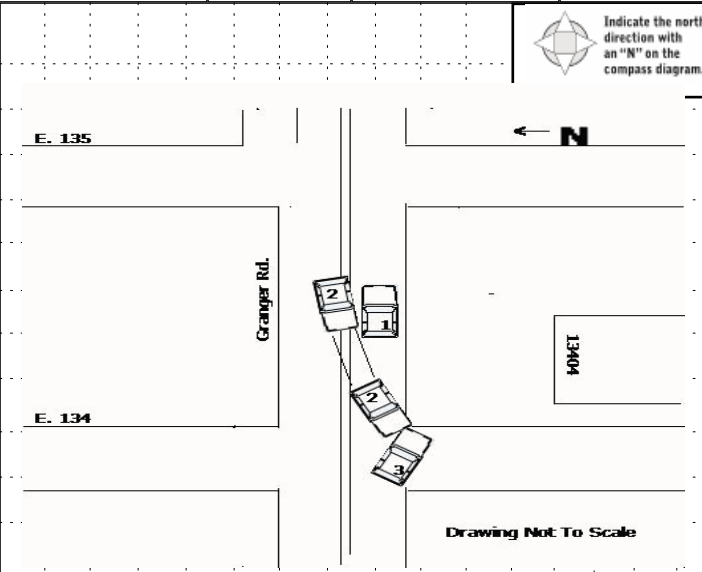 Indicate the north
direction with
an “N” on the
compass diagram.
E. 135
N
Granger Rd.
2
1
13404
2
E. 134
3
Drawing Not To Scale